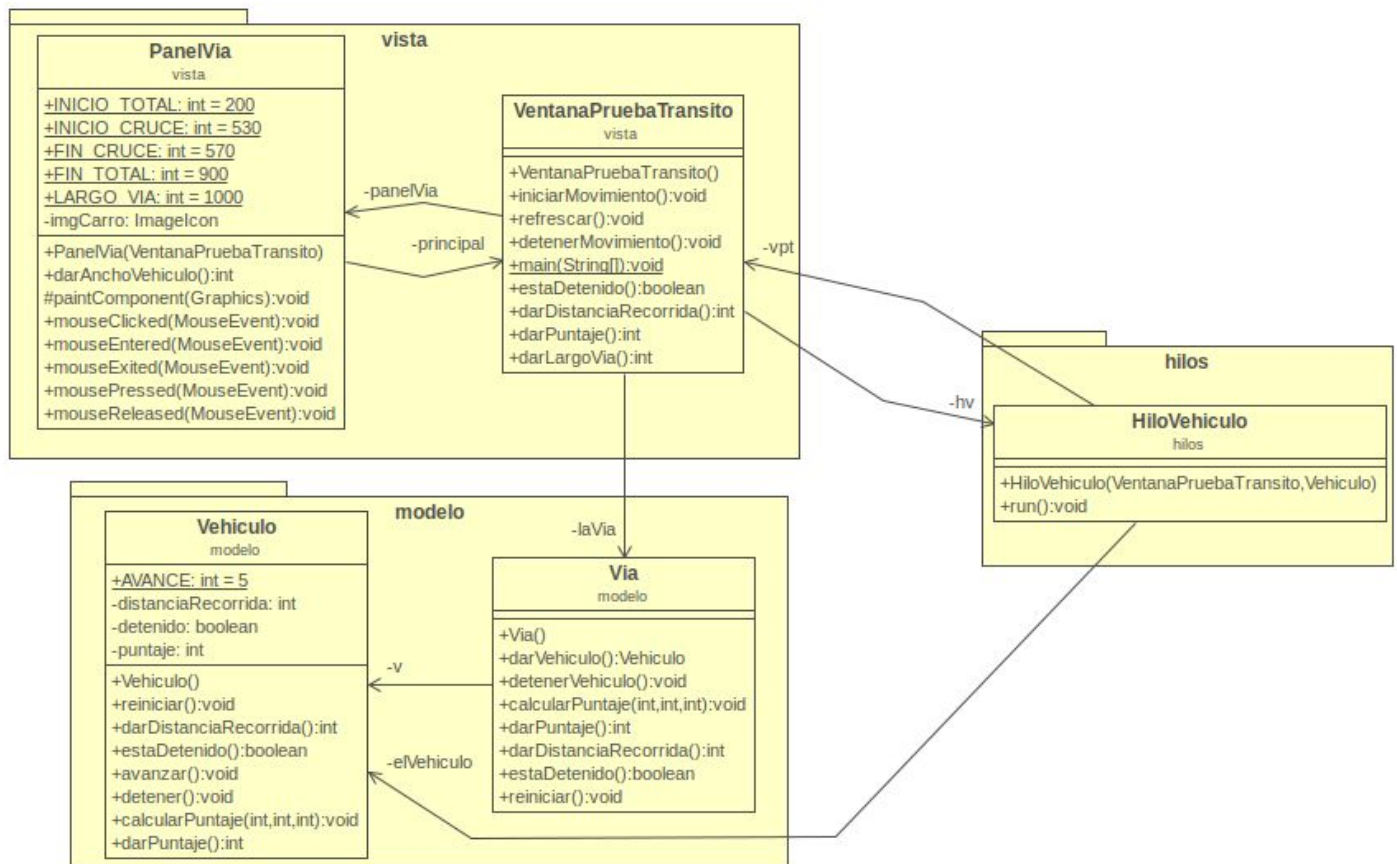 vista
PanelVia
vista
+INICIO_TOTAL: int = 200
+INICIO_CRUCE: int = 530
+FIN_CRUCE: int = 570
+FIN_TOTAL: int = 900
+LARGO_VIA: int = 1000
-imgCarro: ImageIcon
+PanelVia(VentanaPruebaTransito)
+darAnchoVehiculo():int
#paintComponent(Graphics):void
+mouseClicked(MouseEvent):void
+mouseEntered(MouseEvent):void
+mouseExited(MouseEvent):void
+mousePressed(MouseEvent):void
+mouseReleased(MouseEvent):void
-panelVia
-principal
VentanaPruebaTransito
vista
+VentanaPruebaTransito()
+iniciarMovimiento():void
+refrescar():void
+detenerMovimiento():void
+main(String[]):void
+estaDetenido():boolean
+darDistanciaRecorrida():int
+darPuntaje():int
+darLargoVia():int
-vpt
-hv
hilos
HiloVehiculo
hilos
+HiloVehiculo(VentanaPruebaTransito,Vehiculo)
+run():void
-laVia
modelo
Vehiculo
modelo
+AVANCE: int = 5
-distanciaRecorrida: int
-detenido: boolean
-puntaje: int
+Vehiculo()
+reiniciar():void
+darDistanciaRecorrida():int
+estaDetenido():boolean
+avanzar():void
+detener():void
+calcularPuntaje(int,int,int):void
+darPuntaje():int
-v
-elVehiculo
Via
modelo
+Via()
+darVehiculo():Vehiculo
+detenerVehiculo():void
+calcularPuntaje(int,int,int):void
+darPuntaje():int
+darDistanciaRecorrida():int
+estaDetenido():boolean
+reiniciar():void